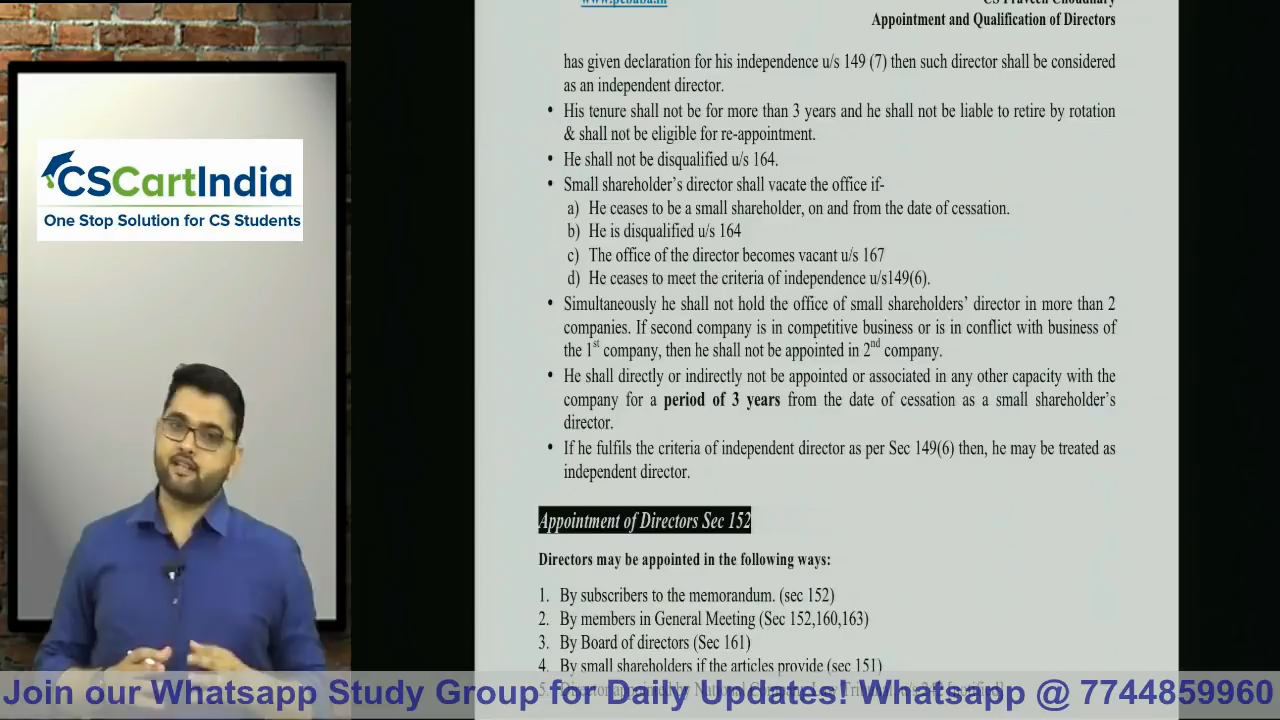 CSCartIndia
One Stop Solution for CS Students
www.pcbaba.in
CS Praveen Choudhary
Appointment and Qualification of Directors
has given declaration for his independence u/s 149 (7) then such director shall be considered
as an independent director.
• His tenure shall not be for more than 3 years and he shall not be liable to retire by rotation
& shall not be eligible for re-appointment.
• He shall not be disqualified u/s 164.
• Small shareholder's director shall vacate the office if-
a) He ceases to be a small shareholder, on and from the date of cessation.
b) He is disqualified u/s 164
c) The office of the director becomes vacant u/s 167
d) He ceases to meet the criteria of independence u/s149(6).
• Simultaneously he shall not hold the office of small shareholders' director in more than 2
companies. If second company is in competitive business or is in conflict with business of
the 1st company, then he shall not be appointed in 2nd company.
• He shall directly or indirectly not be appointed or associated in any other capacity with the
company for a period of 3 years from the date of cessation as a small shareholder's
director.
• If he fulfils the criteria of independent director as per Sec 149(6) then, he may be treated as
independent director.
Appointment of Directors Sec 152
Directors may be appointed in the following ways:
1. By subscribers to the memorandum. (sec 152)
2. By members in General Meeting (Sec 152,160,163)
3. By Board of directors (Sec 161)
4. By small shareholders if the articles provide (sec 151)
Join our Whatsapp Study Group for Daily Updates! Whatsapp @ 7744859960